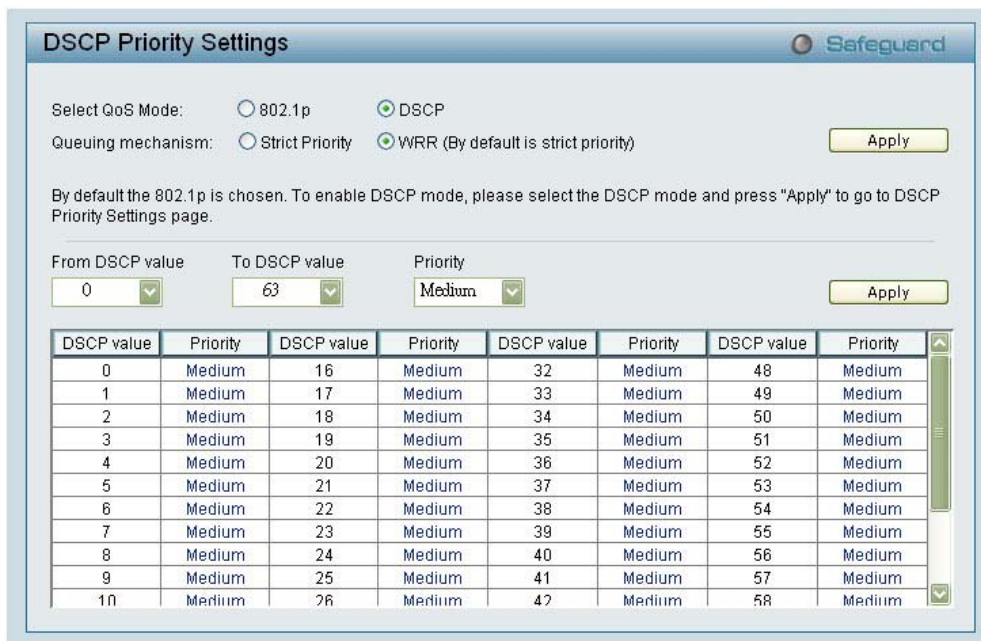 DSCP Priority Settings Safeguard
Select QoS Mode: 802.1p DSCP
Queuing mechanism: Strict Priority WRR (By default is strict priority) Apply
By default the 802.1p is chosen. To enable DSCP mode, please select the DSCP mode and press "Apply" to go to DSCP
Priority Settings page.
From DSCP value To DSCP value Priority
0 63 Medium Apply
DSCP value Priority DSCP value Priority DSCP value Priority DSCP value Priority
0 Medium 16 Medium 32 Medium 48 Medium
1 Medium 17 Medium 33 Medium 49 Medium
2 Medium 18 Medium 34 Medium 50 Medium
3 Medium 19 Medium 35 Medium 51 Medium
4 Medium 20 Medium 36 Medium 52 Medium
5 Medium 21 Medium 37 Medium 53 Medium
6 Medium 22 Medium 38 Medium 54 Medium
7 Medium 23 Medium 39 Medium 55 Medium
8 Medium 24 Medium 40 Medium 56 Medium
9 Medium 25 Medium 41 Medium 57 Medium
10 Medium 26 Medium 42 Medium 58 Medium